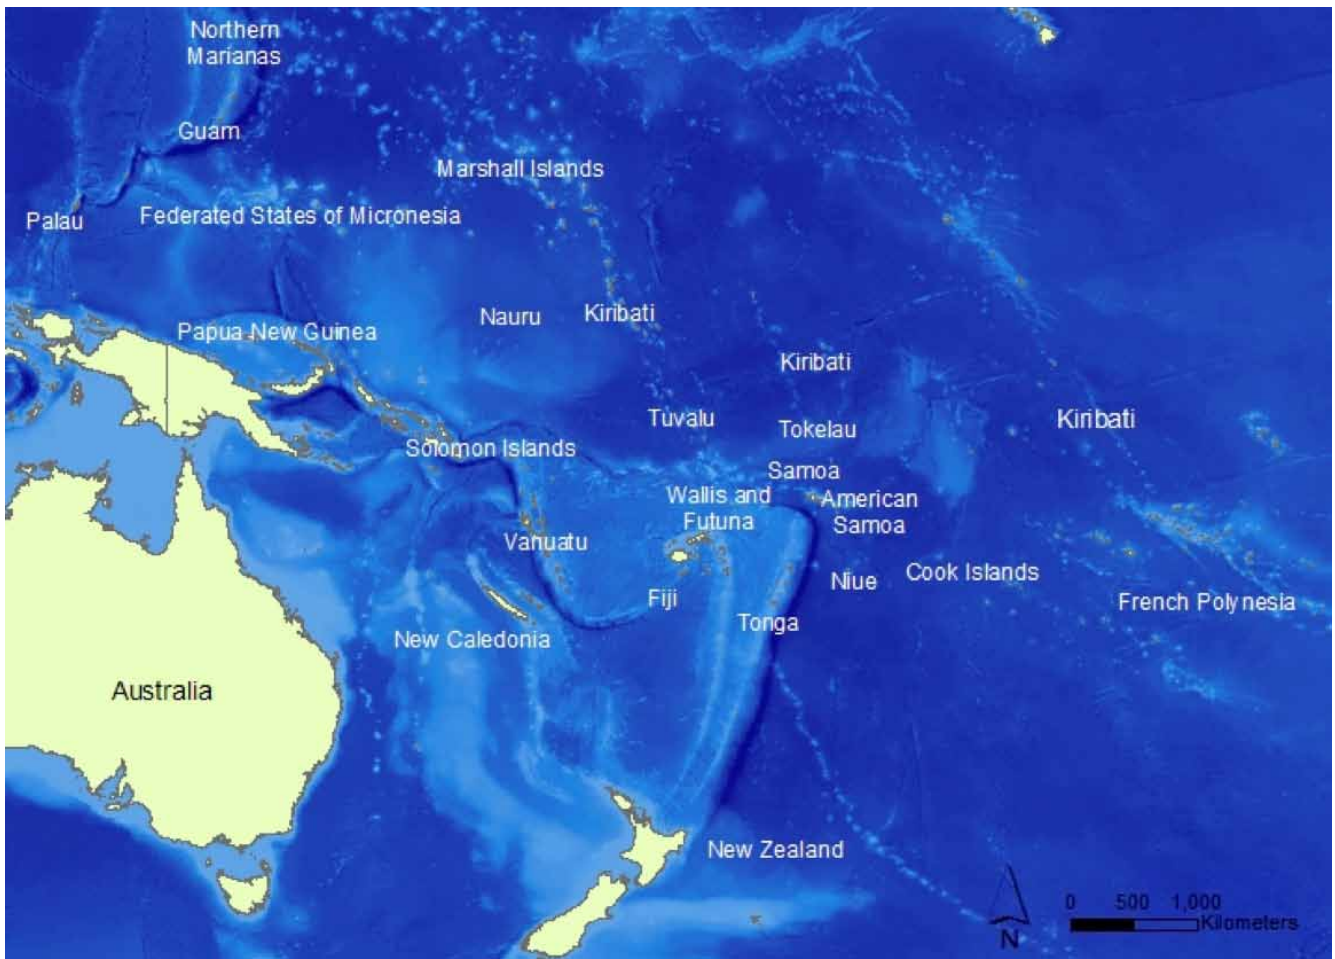 Northern
Marianas
Guam
Marshall Islands
Palau
Federated States of Micronesia
Nauru
Kiribati
Papua New Guinea
Kiribati
Tuvalu
Tokelau
Kiribati
Solomon Islands
Samoa
Wallis and
Futuna
American
Samoa
Vanuatu
Niue
Cook Islands
Fiji
French Polynesia
New Caledonia
Tonga
Australia
New Zealand
N
0 500 1,000
Kilometers